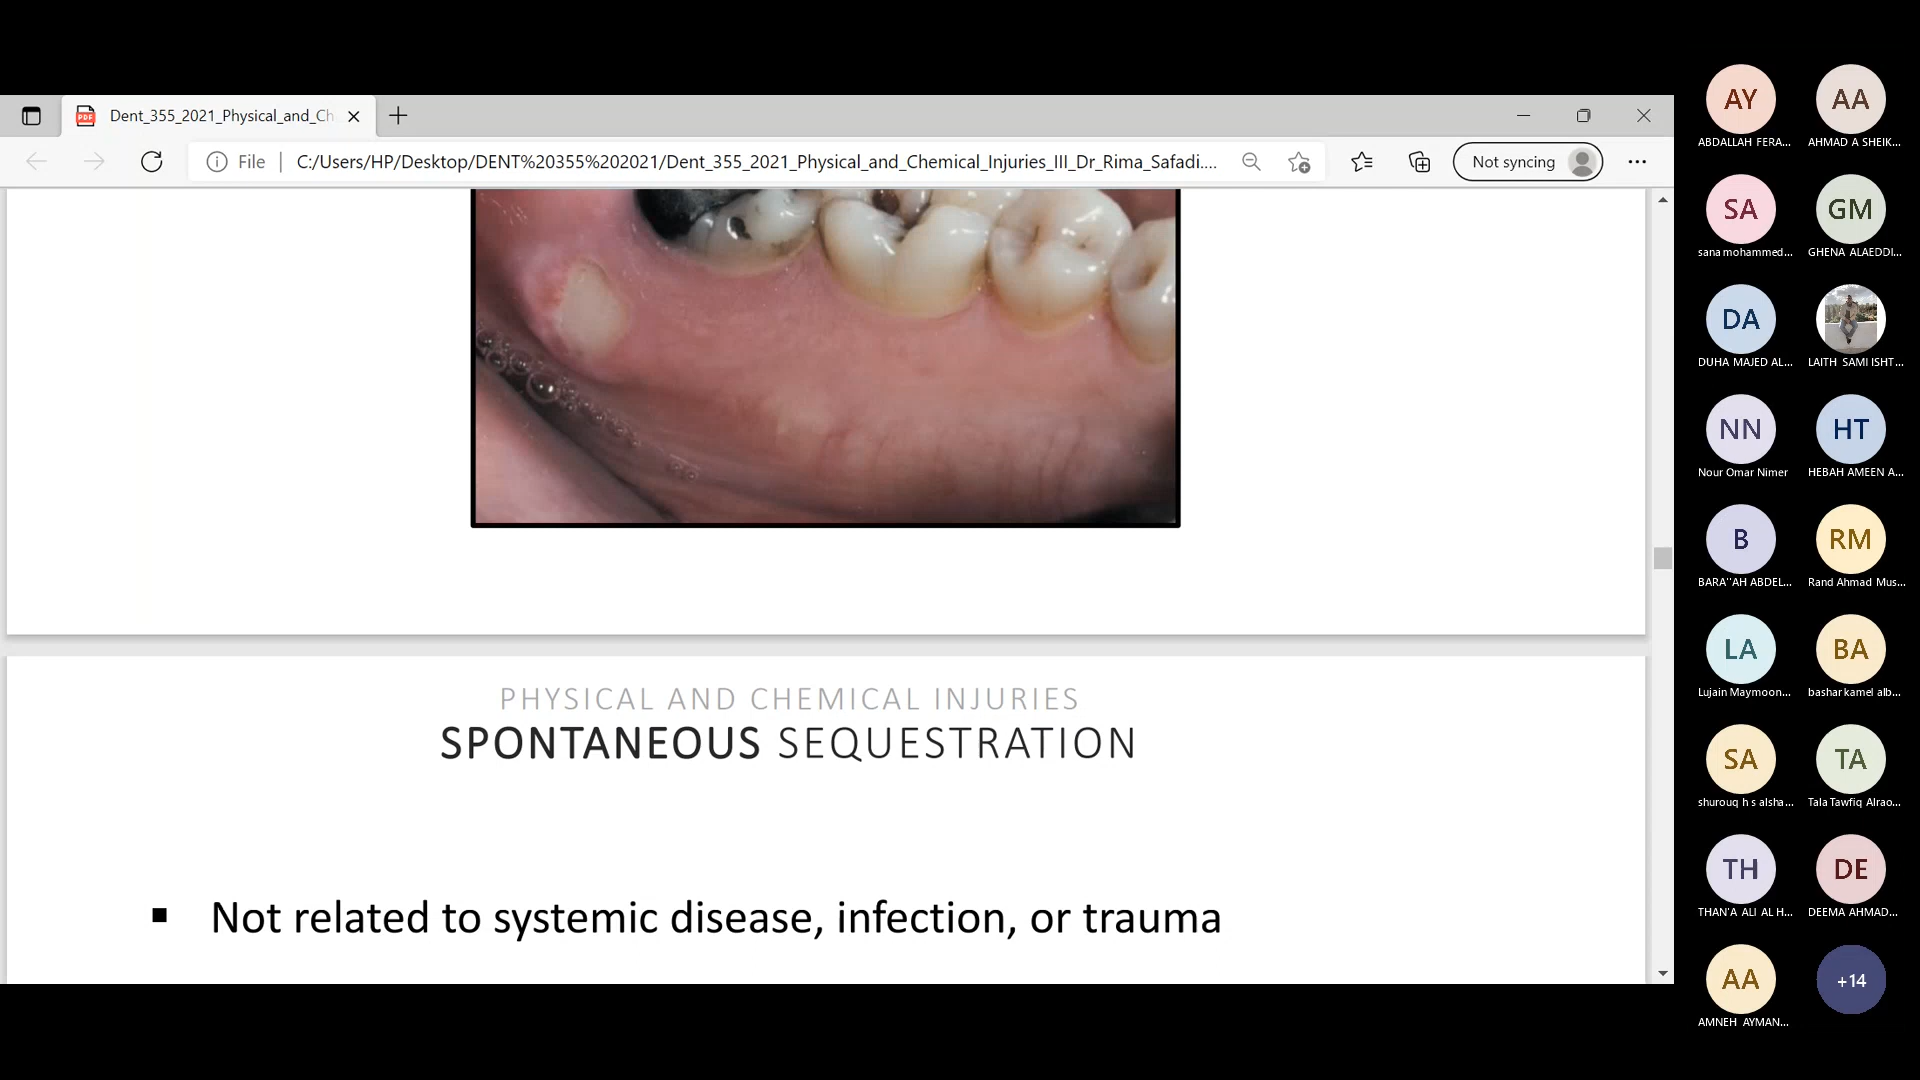 Dent_355_2021_Physical_and_Ch
File
C:/Users/HP/Desktop/DENT%20355%202021/Dent_355_2021_Physical_and_Chemical_Injuries_III_Dr_Rima_Safadi....
Not syncing
PHYSICAL AND CHEMICAL INJURIES
SPONTANEOUS SEQUESTRATION
■ Not related to systemic disease, infection, or trauma
AY
ABDALLAH FERA...
AA
AHMAD A SHEIK...
SA
sana mohammed...
GM
GHENA ALAEDDI...
DA
DUHA MAJED AL...
LAITH SAMI ISHT...
NN
Nour Omar Nimer
HT
HEBAH AMEEN A...
B
BARA''AH ABDEL...
RM
Rand Ahmad Mus...
LA
Lujain Maymoon...
BA
bashar kamel alb...
SA
shurouq h s alsha...
TA
Tala Tawfiq Alrao...
TH
THAN'A ALI AL H...
DE
DEEMA AHMAD...
AA
AMNEH AYMAN...
+14